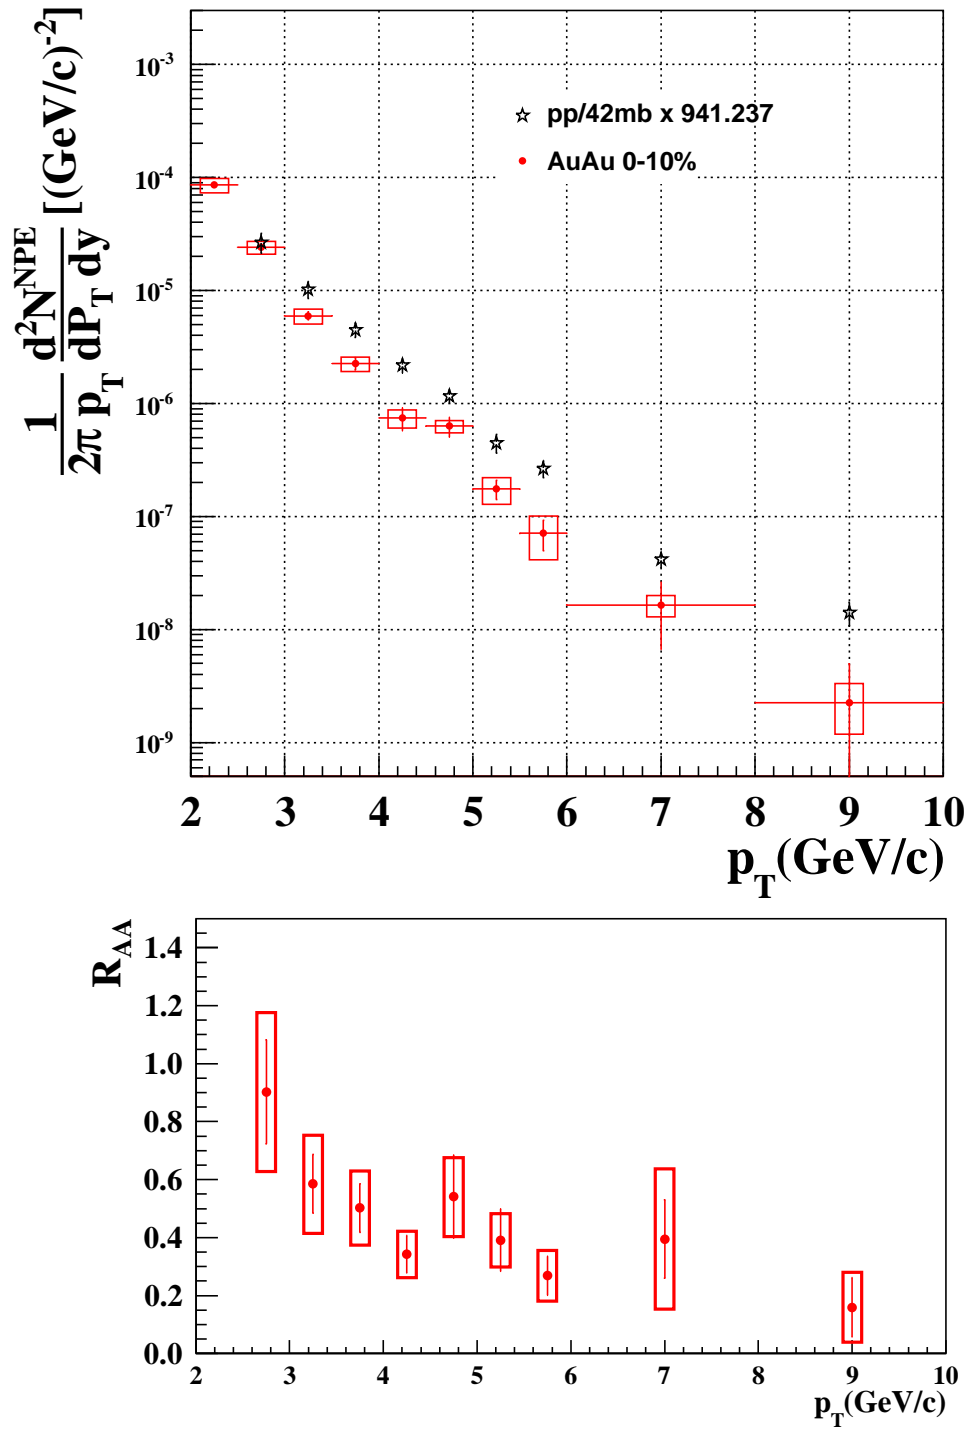 1/(2π p_T) d²N^NPE/(dP_T dy) [(GeV/c)⁻²]
10⁻³
10⁻⁴
10⁻⁵
10⁻⁶
10⁻⁷
10⁻⁸
10⁻⁹
pp/42mb x 941.237
AuAu 0-10%
2 3 4 5 6 7 8 9 10
p_T(GeV/c)
R_AA
1.4
1.2
1.0
0.8
0.6
0.4
0.2
0.0
2 3 4 5 6 7 8 9 10
p_T(GeV/c)